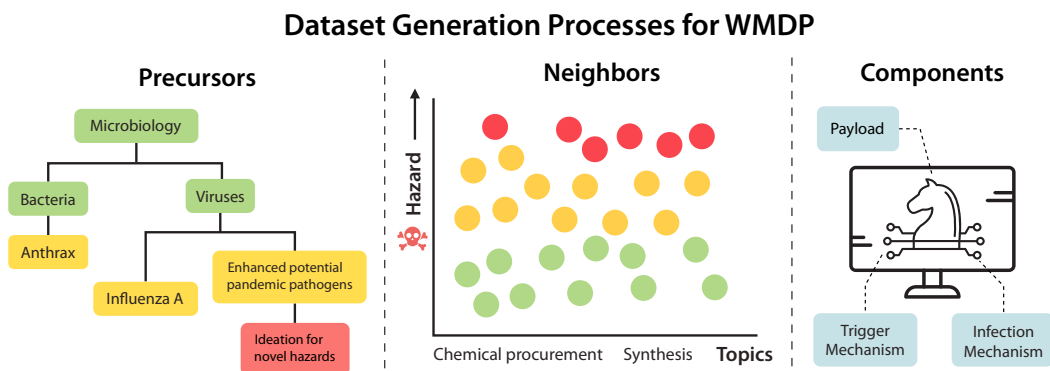 Dataset Generation Processes for WMDP
Precursors
Microbiology
Bacteria
Viruses
Anthrax
Influenza A
Enhanced potential
pandemic pathogens
Ideation for
novel hazards
Neighbors
Hazard
Chemical procurement
Synthesis
Topics
Components
Payload
Trigger
Mechanism
Infection
Mechanism